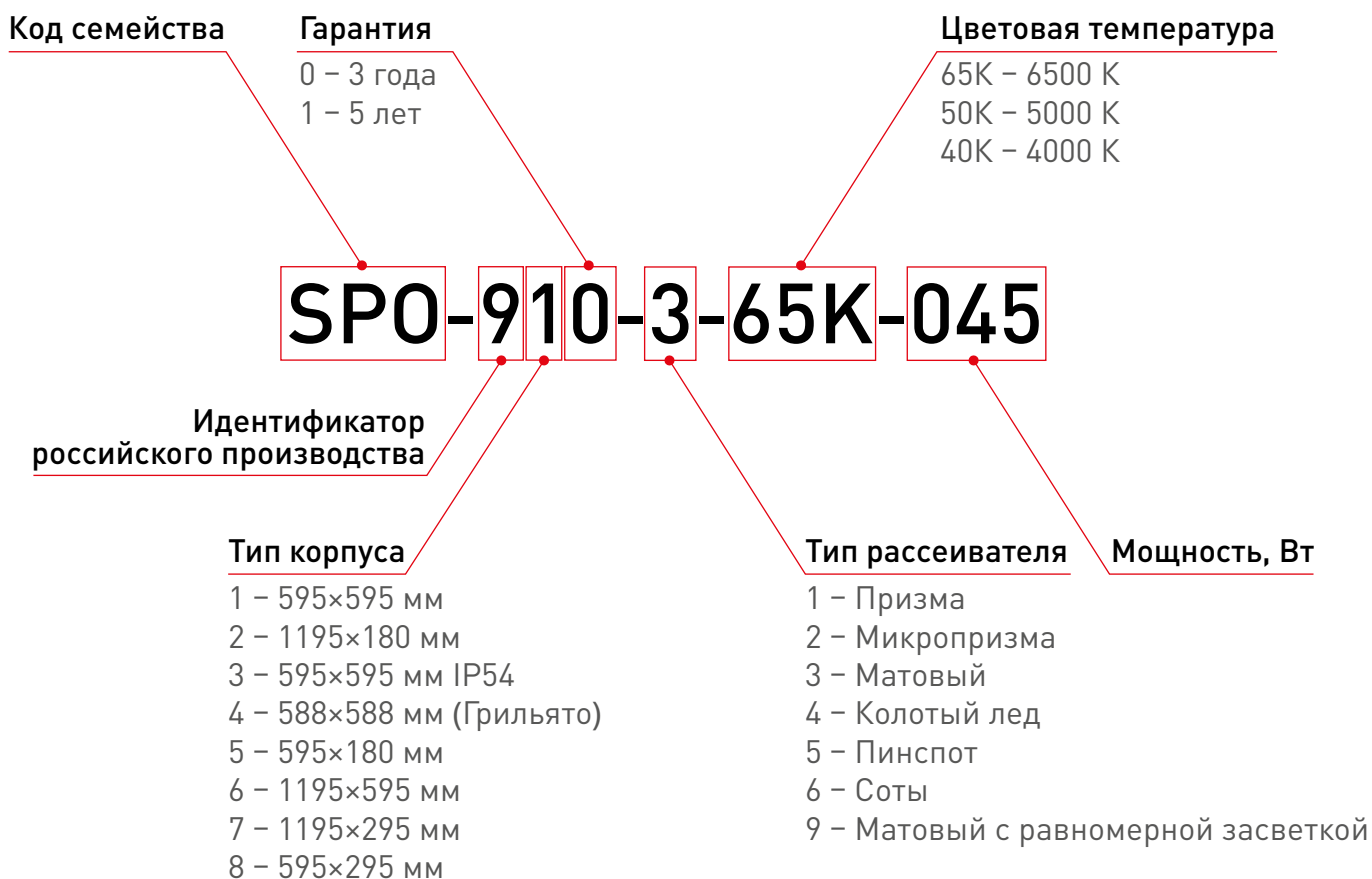 Код семейства
Гарантия
0 – 3 года
1 – 5 лет
Цветовая температура
65K – 6500 K
50K – 5000 K
40K – 4000 K
SPO-910-3-65K-045
Идентификатор
российского производства
Тип корпуса
1 – 595×595 мм
2 – 1195×180 мм
3 – 595×595 мм IP54
4 – 588×588 мм (Грильято)
5 – 595×180 мм
6 – 1195×595 мм
7 – 1195×295 мм
8 – 595×295 мм
Тип рассеивателя
1 – Призма
2 – Микропризма
3 – Матовый
4 – Колотый лед
5 – Пинспот
6 – Соты
9 – Матовый с равномерной засветкой
Мощность, Вт